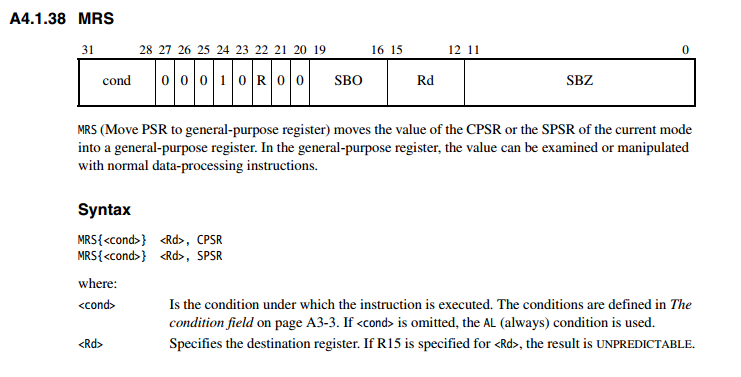 A4.1.38 MRS
31 28 27 26 25 24 23 22 21 20 19 16 15 12 11 0
cond 0 0 0 1 0 R 0 0 SBO Rd SBZ
MRS (Move PSR to general-purpose register) moves the value of the CPSR or the SPSR of the current mode
into a general-purpose register. In the general-purpose register, the value can be examined or manipulated
with normal data-processing instructions.
Syntax
MRS{<cond>} <Rd>, CPSR
MRS{<cond>} <Rd>, SPSR
where:
<cond> Is the condition under which the instruction is executed. The conditions are defined in The
condition field on page A3-3. If <cond> is omitted, the AL (always) condition is used.
<Rd> Specifies the destination register. If R15 is specified for <Rd>, the result is UNPREDICTABLE.